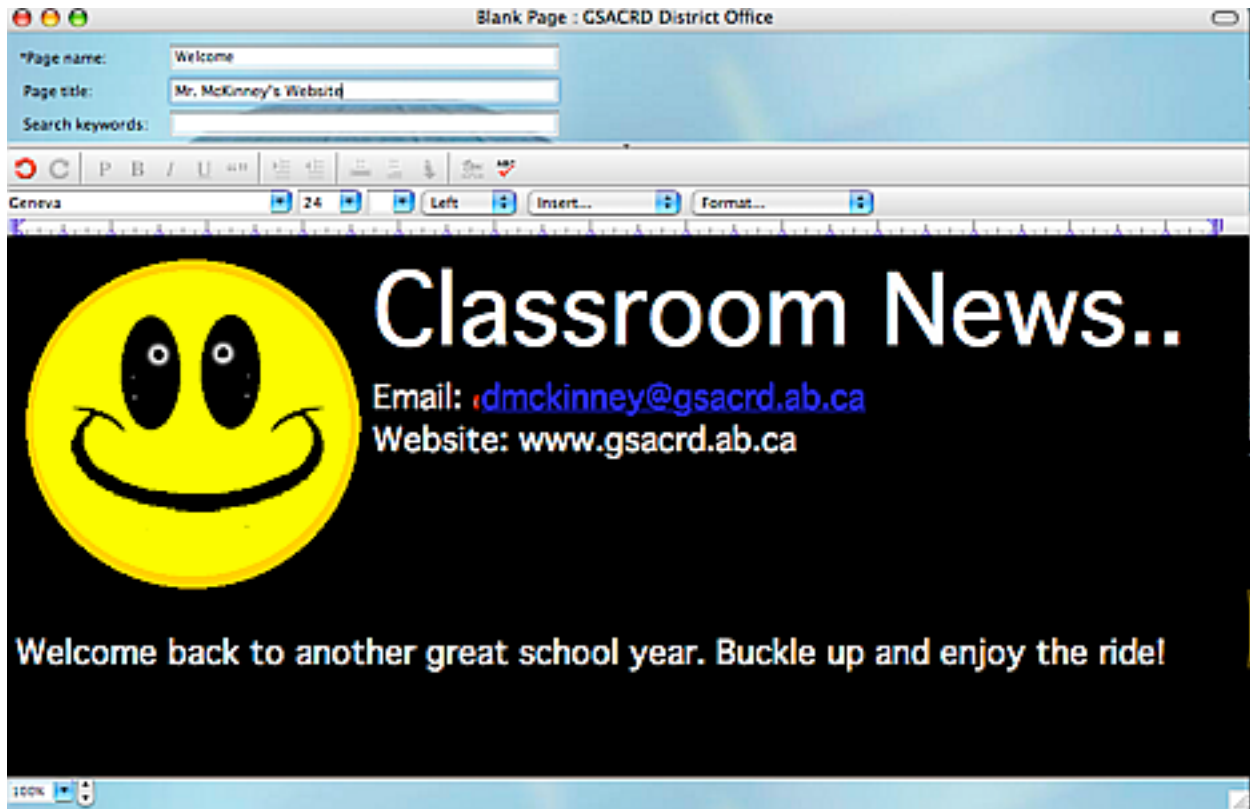 Blank Page : GSACRD District Office
*Page name: Welcome
Page title: Mr. McKinney's Website
Search keywords:
P B I U
Geneva 24 Left Insert... Format...
Classroom News..
Email: dmckinney@gsacrd.ab.ca
Website: www.gsacrd.ab.ca
Welcome back to another great school year. Buckle up and enjoy the ride!
100%